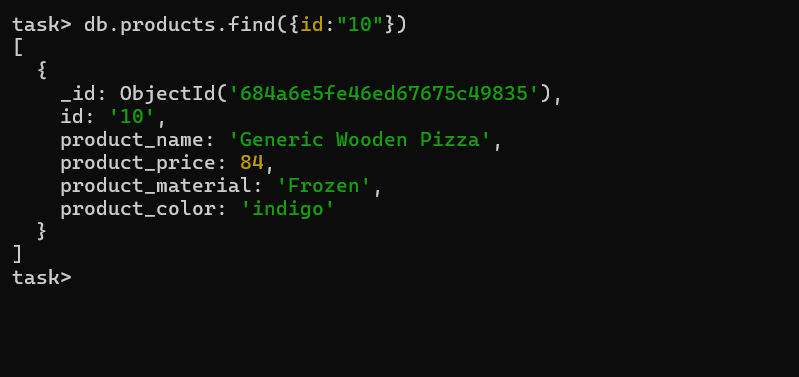 task> db.products.find({id:"10"})
[
  {
    _id: ObjectId('684a6e5fe46ed67675c49835'),
    id: '10',
    product_name: 'Generic Wooden Pizza',
    product_price: 84,
    product_material: 'Frozen',
    product_color: 'indigo'
  }
]
task>